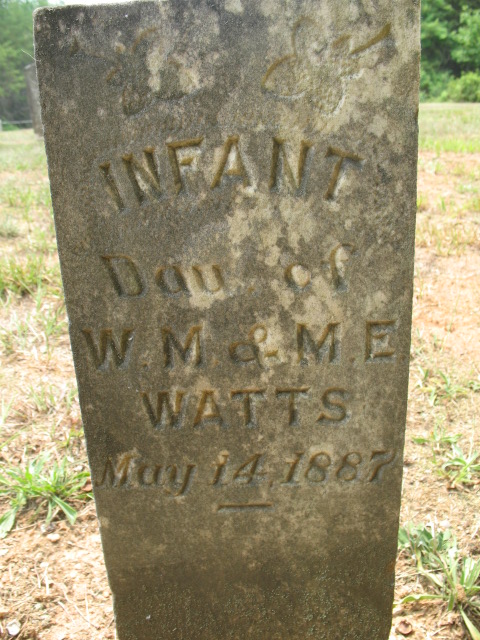 INFANT
Dau. of
W.M. & M.E
WATTS
May 14, 1887